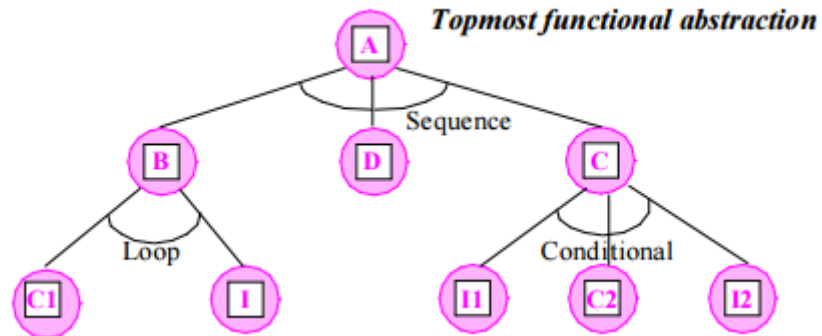 Topmost functional abstraction
A
Sequence
B
D
C
Loop
Conditional
C1
I
I1
C2
I2